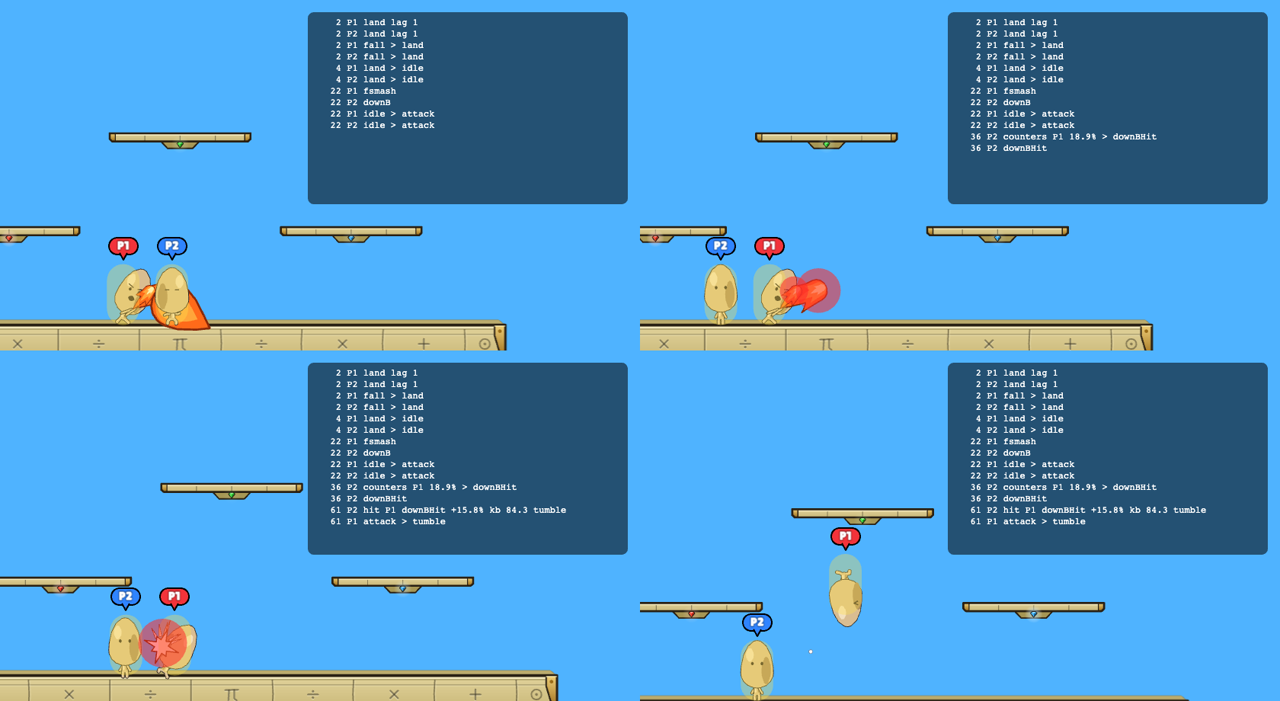 2 P1 land lag 1
2 P2 land lag 1
2 P1 fall > land
2 P2 fall > land
4 P1 land > idle
4 P2 land > idle
22 P1 fsmash
22 P2 downB
22 P1 idle > attack
22 P2 idle > attack
P1 P2
× ÷ π ÷ × +
2 P1 land lag 1
2 P2 land lag 1
2 P1 fall > land
2 P2 fall > land
4 P1 land > idle
4 P2 land > idle
22 P1 fsmash
22 P2 downB
22 P1 idle > attack
22 P2 idle > attack
36 P2 counters P1 18.9% > downBHit
36 P2 downBHit
P2 P1
× ÷ π ÷ × +
2 P1 land lag 1
2 P2 land lag 1
2 P1 fall > land
2 P2 fall > land
4 P1 land > idle
4 P2 land > idle
22 P1 fsmash
22 P2 downB
22 P1 idle > attack
22 P2 idle > attack
36 P2 counters P1 18.9% > downBHit
36 P2 downBHit
61 P2 hit P1 downBHit +15.8% kb 84.3 tumble
61 P1 attack > tumble
P2 P1
× ÷ π ÷ × +
2 P1 land lag 1
2 P2 land lag 1
2 P1 fall > land
2 P2 fall > land
4 P1 land > idle
4 P2 land > idle
22 P1 fsmash
22 P2 downB
22 P1 idle > attack
22 P2 idle > attack
36 P2 counters P1 18.9% > downBHit
36 P2 downBHit
61 P2 hit P1 downBHit +15.8% kb 84.3 tumble
61 P1 attack > tumble
P1
P2